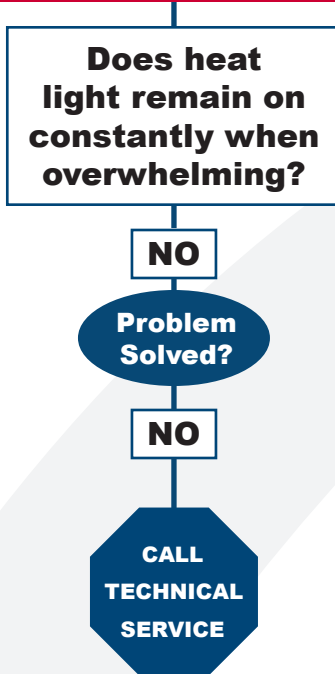 Does heat
light remain on
constantly when
overwhelming?
NO
Problem
Solved?
NO
CALL
TECHNICAL
SERVICE